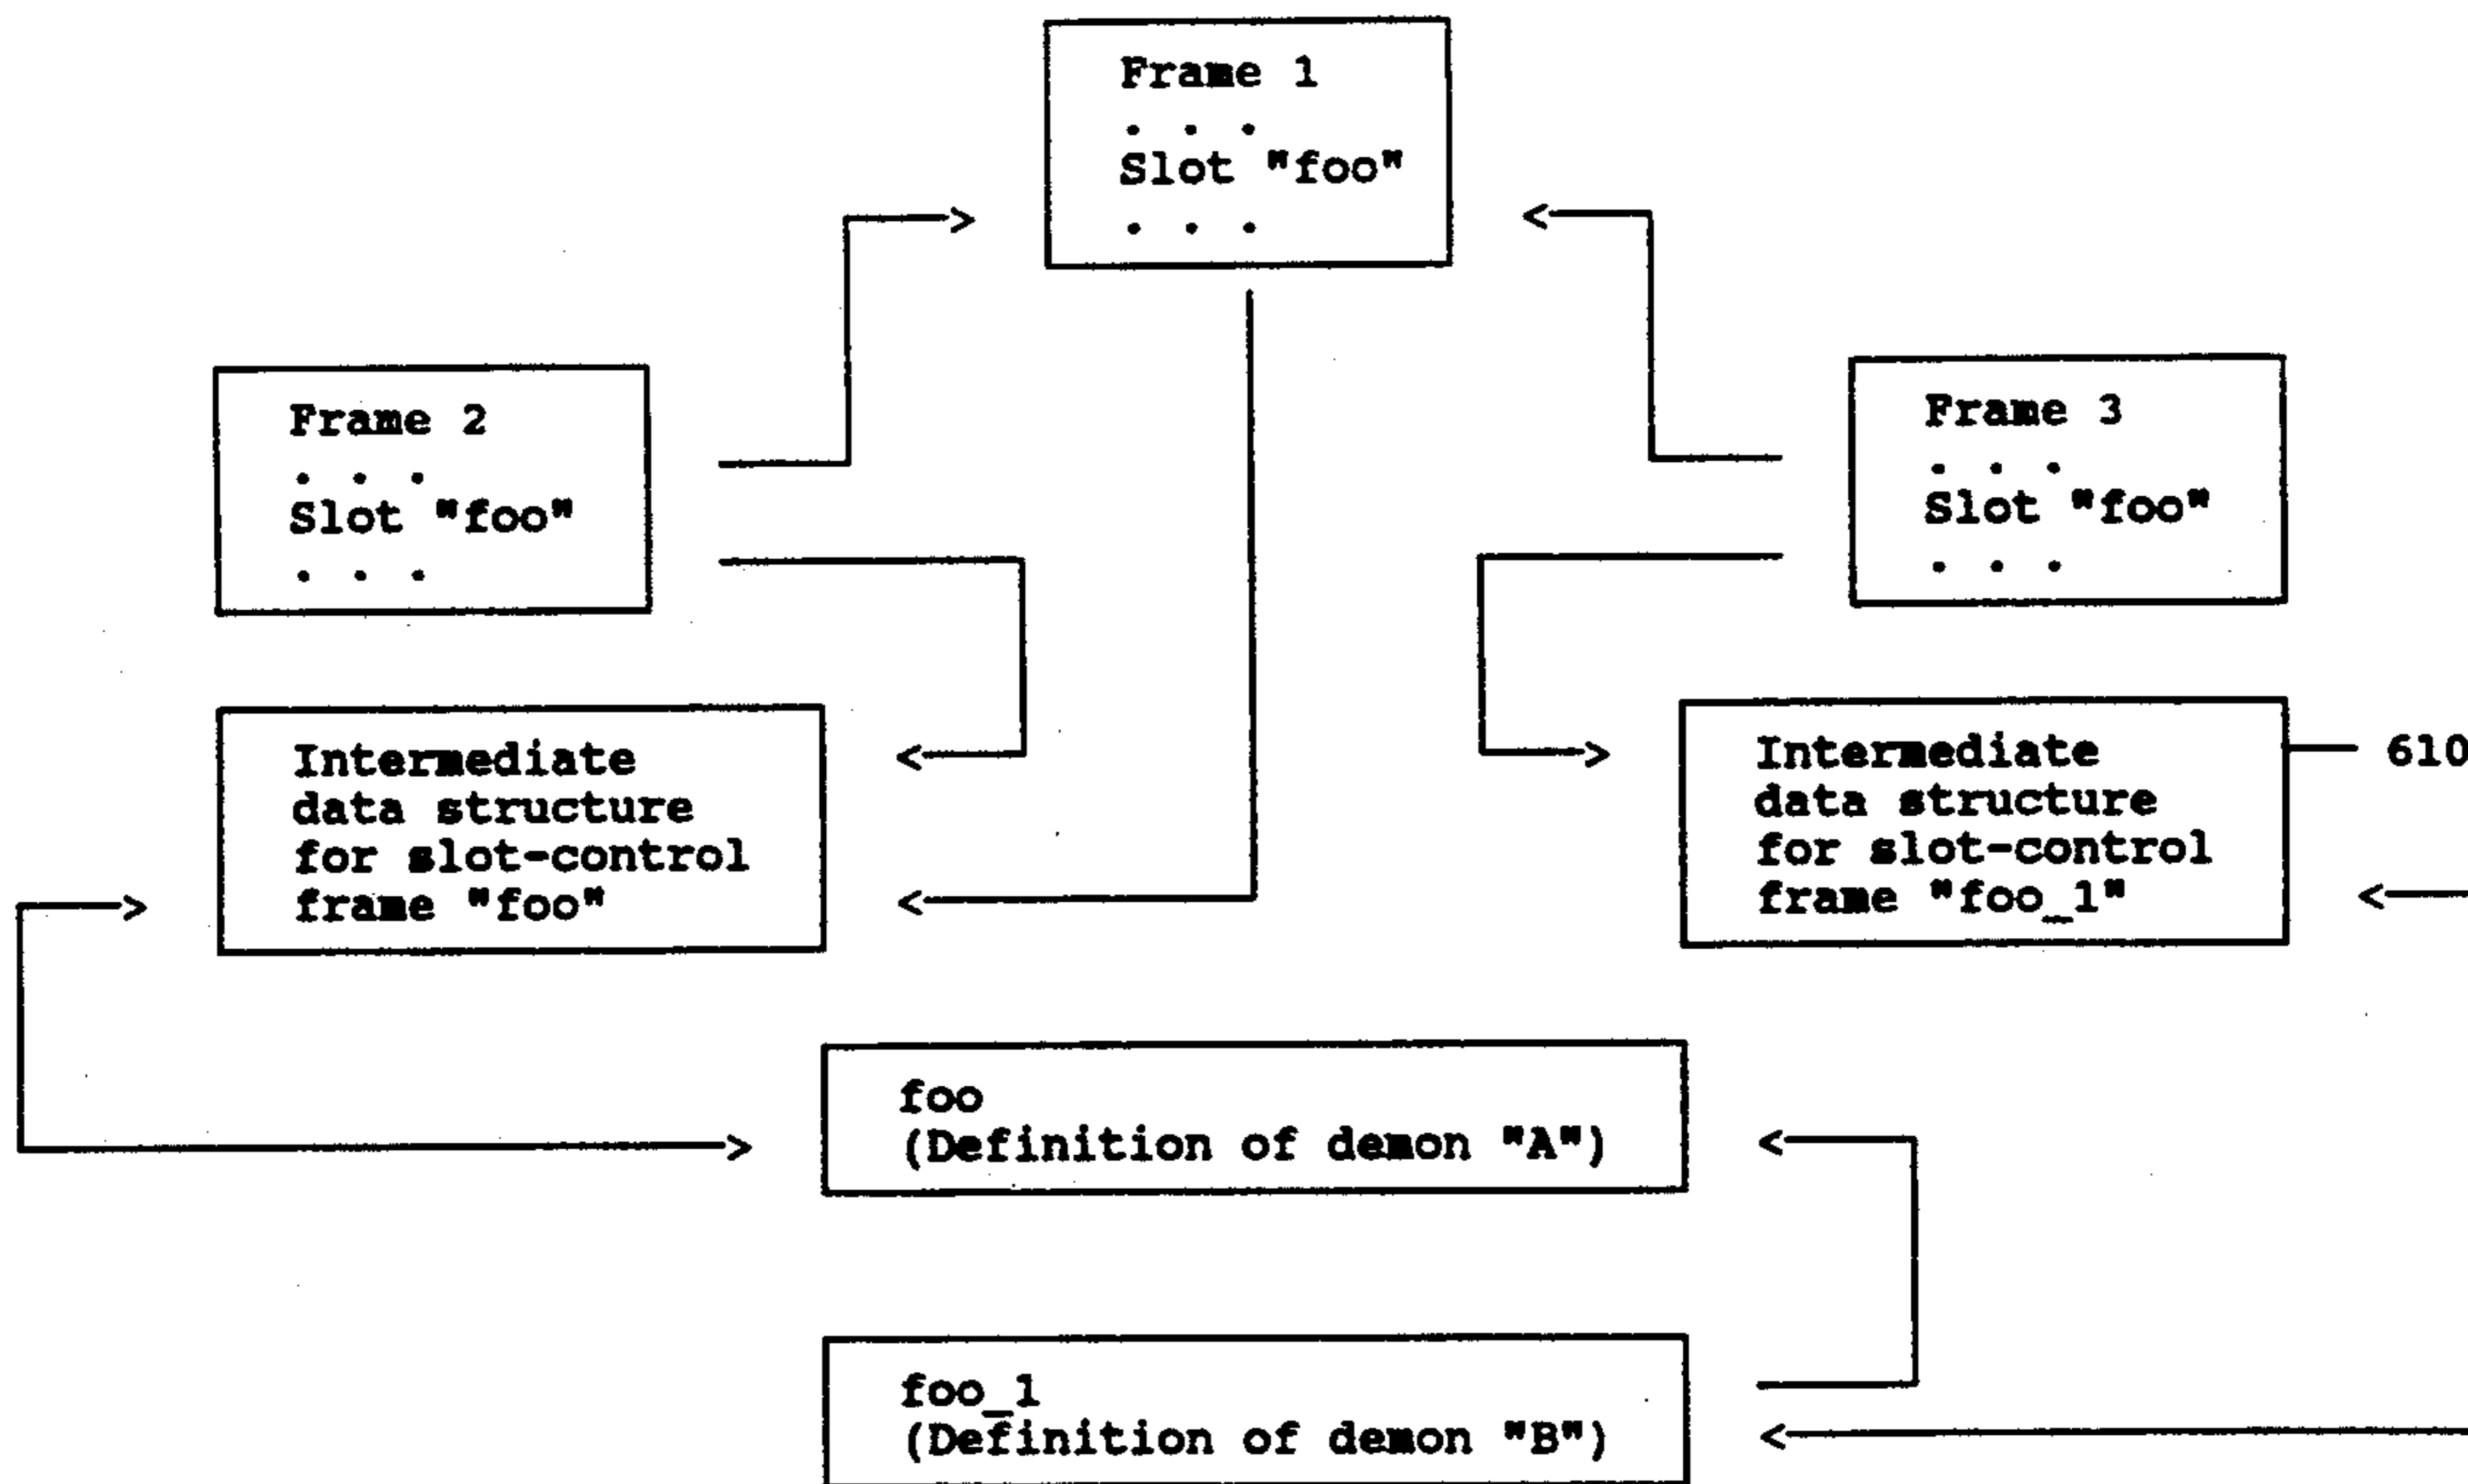 Frame 1
. . .
Slot "foo"
. . .
Frame 2
. . .
Slot "foo"
. . .
Frame 3
. . .
Slot "foo"
. . .
Intermediate
data structure
for slot-control
frame "foo"
Intermediate
data structure
for slot-control
frame "foo_1"
610
foo
(Definition of demon "A")
foo_1
(Definition of demon "B")